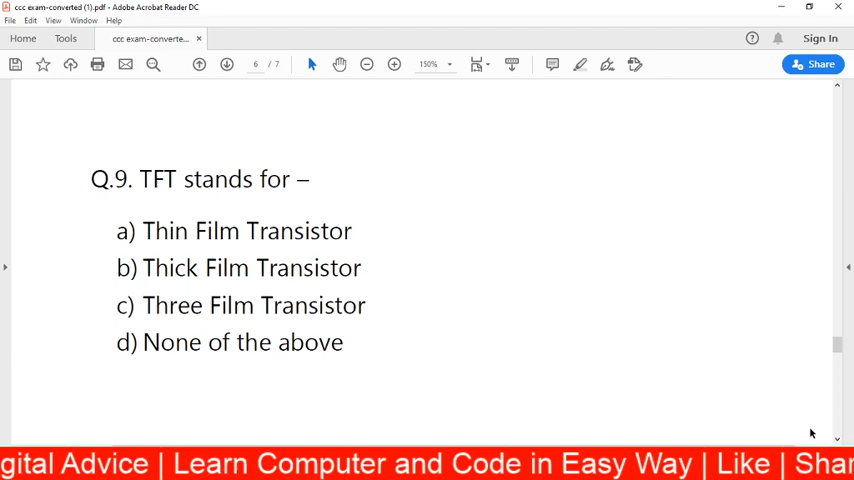 ccc exam-converted (1).pdf - Adobe Acrobat Reader DC
File Edit View Window Help
Home Tools ccc exam-converte... × Sign In
6 / 7 150% Share
Q.9. TFT stands for –
a) Thin Film Transistor
b) Thick Film Transistor
c) Three Film Transistor
d) None of the above
gital Advice | Learn Computer and Code in Easy Way | Like | Shar